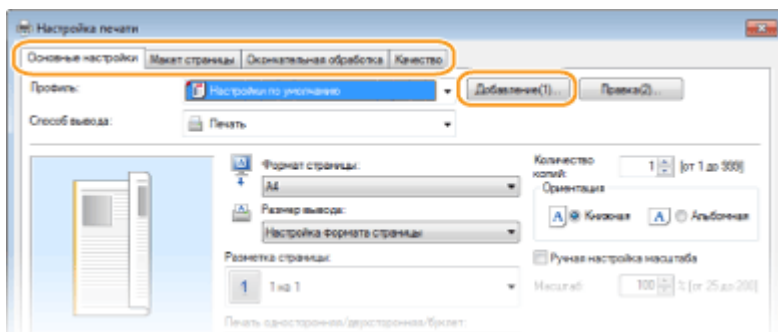 Настройка печати
Основные настройки Макет страницы Окончательная обработка Качество
Профиль: Настройки по умолчанию Добавление(1)... Правка(2)...
Способ вывода: Печать
Формат страницы: Количество копий: 1 [от 1 до 999]
A4
Ориентация
Размер вывода: A Книжная A Альбомная
Настройка формата страницы
Разметка страницы: Ручная настройка масштаба
1 1 на 1 Масштаб: 100 % [от 25 до 200]
Печать односторонняя/двухсторонняя/буклет: